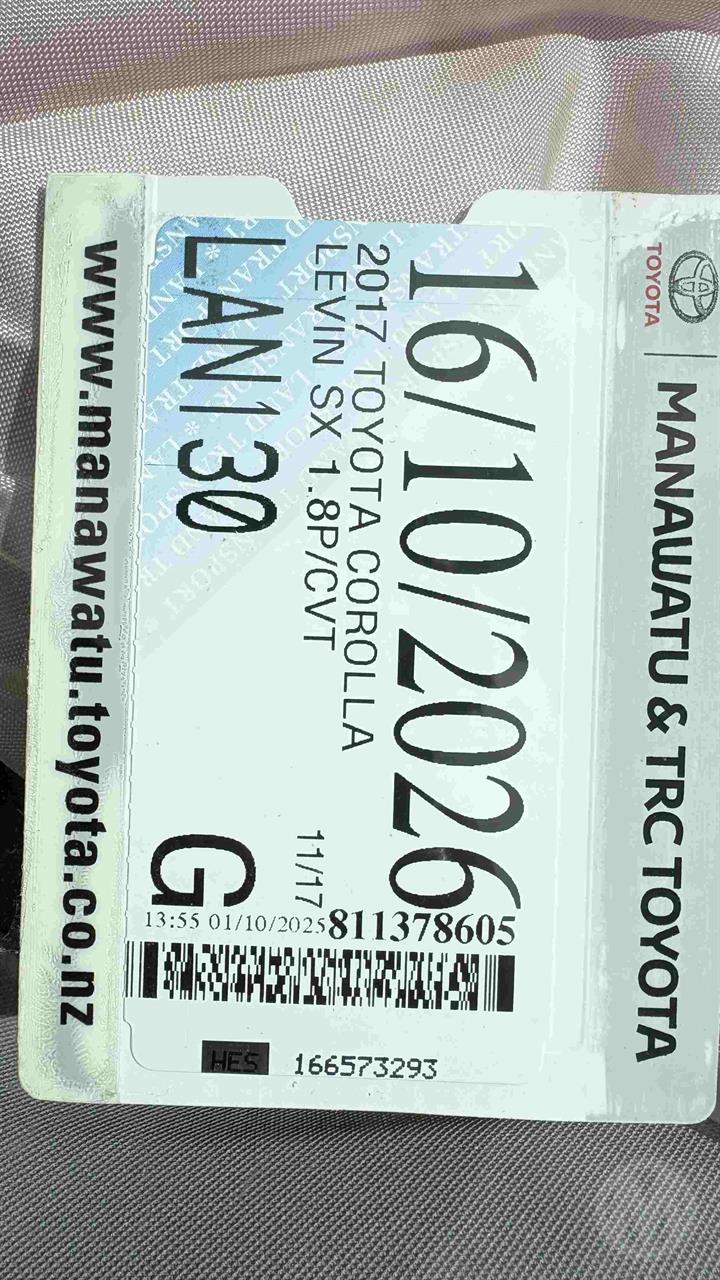 TOYOTA
MANAWATU & TRC TOYOTA
16/10/2026
2017 TOYOTA COROLLA
LEVIN SX 1.8P/CVT
11/17
LAN130
G
13:55 01/10/2025 811378605
HES 166573293
www.manawatu.toyota.co.nz